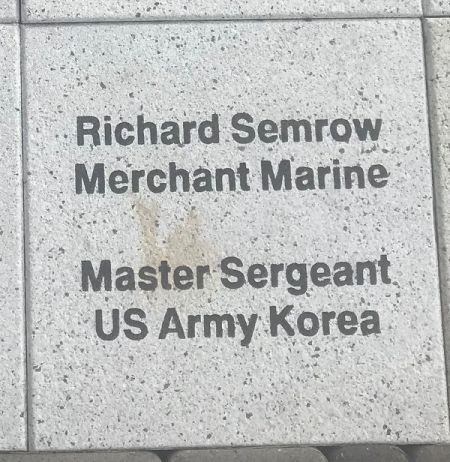 Richard Semrow
Merchant Marine
Master Sergeant
US Army Korea